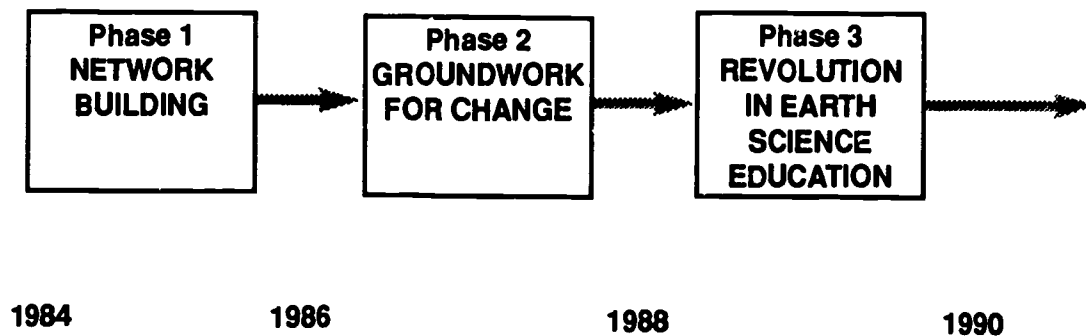 Phase 1
NETWORK
BUILDING
Phase 2
GROUNDWORK
FOR CHANGE
Phase 3
REVOLUTION
IN EARTH
SCIENCE
EDUCATION
1984
1986
1988
1990